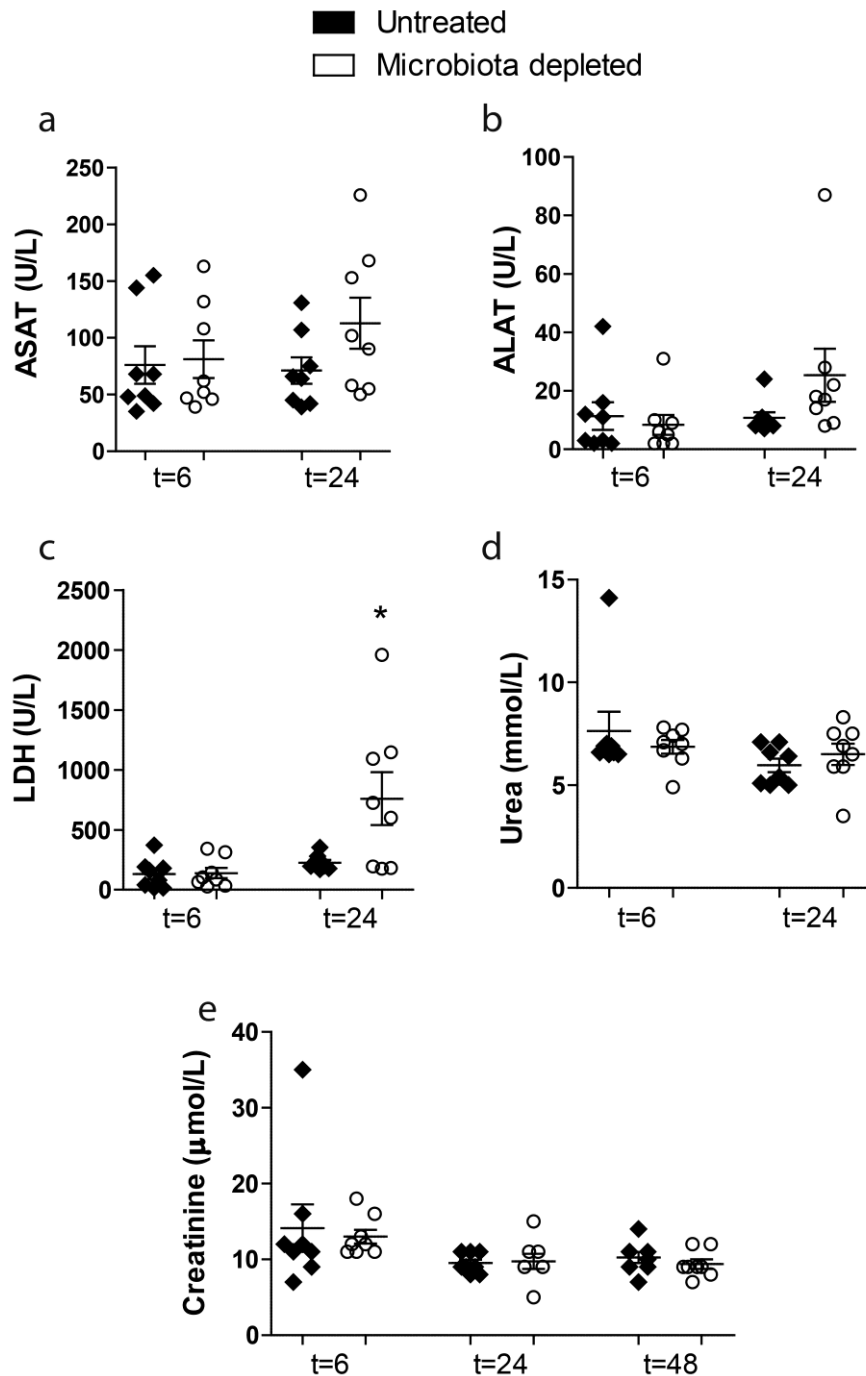 Untreated
Microbiota depleted
a
ASAT (U/L)
250
200
150
100
50
0
t=6 t=24
b
ALAT (U/L)
100
80
60
40
20
0
t=6 t=24
c
LDH (U/L)
2500
2000
1500
1000
500
0
*
t=6 t=24
d
Urea (mmol/L)
15
10
5
0
t=6 t=24
e
Creatinine (μmol/L)
40
30
20
10
0
t=6 t=24 t=48